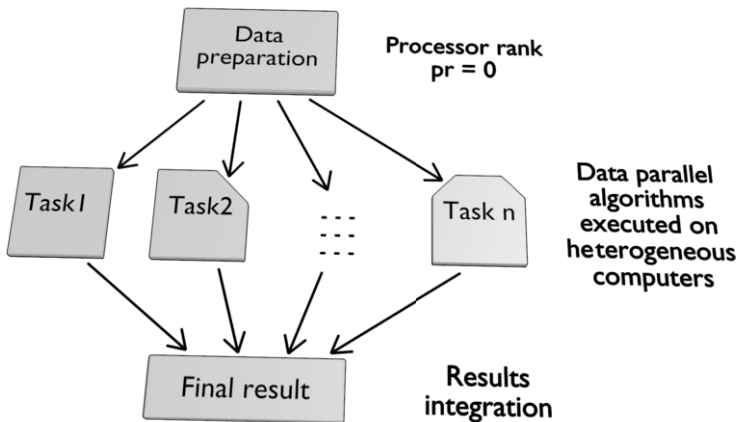 Data
preparation
Processor rank
pr = 0
Task1
Task2
Task n
Data parallel
algorithms
executed on
heterogeneous
computers
Final result
Results
integration